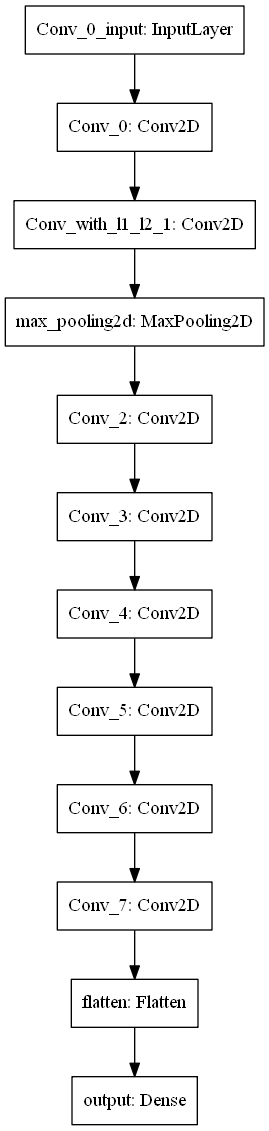 Conv_0_input: InputLayer
Conv_0: Conv2D
Conv_with_l1_l2_1: Conv2D
max_pooling2d: MaxPooling2D
Conv_2: Conv2D
Conv_3: Conv2D
Conv_4: Conv2D
Conv_5: Conv2D
Conv_6: Conv2D
Conv_7: Conv2D
flatten: Flatten
output: Dense